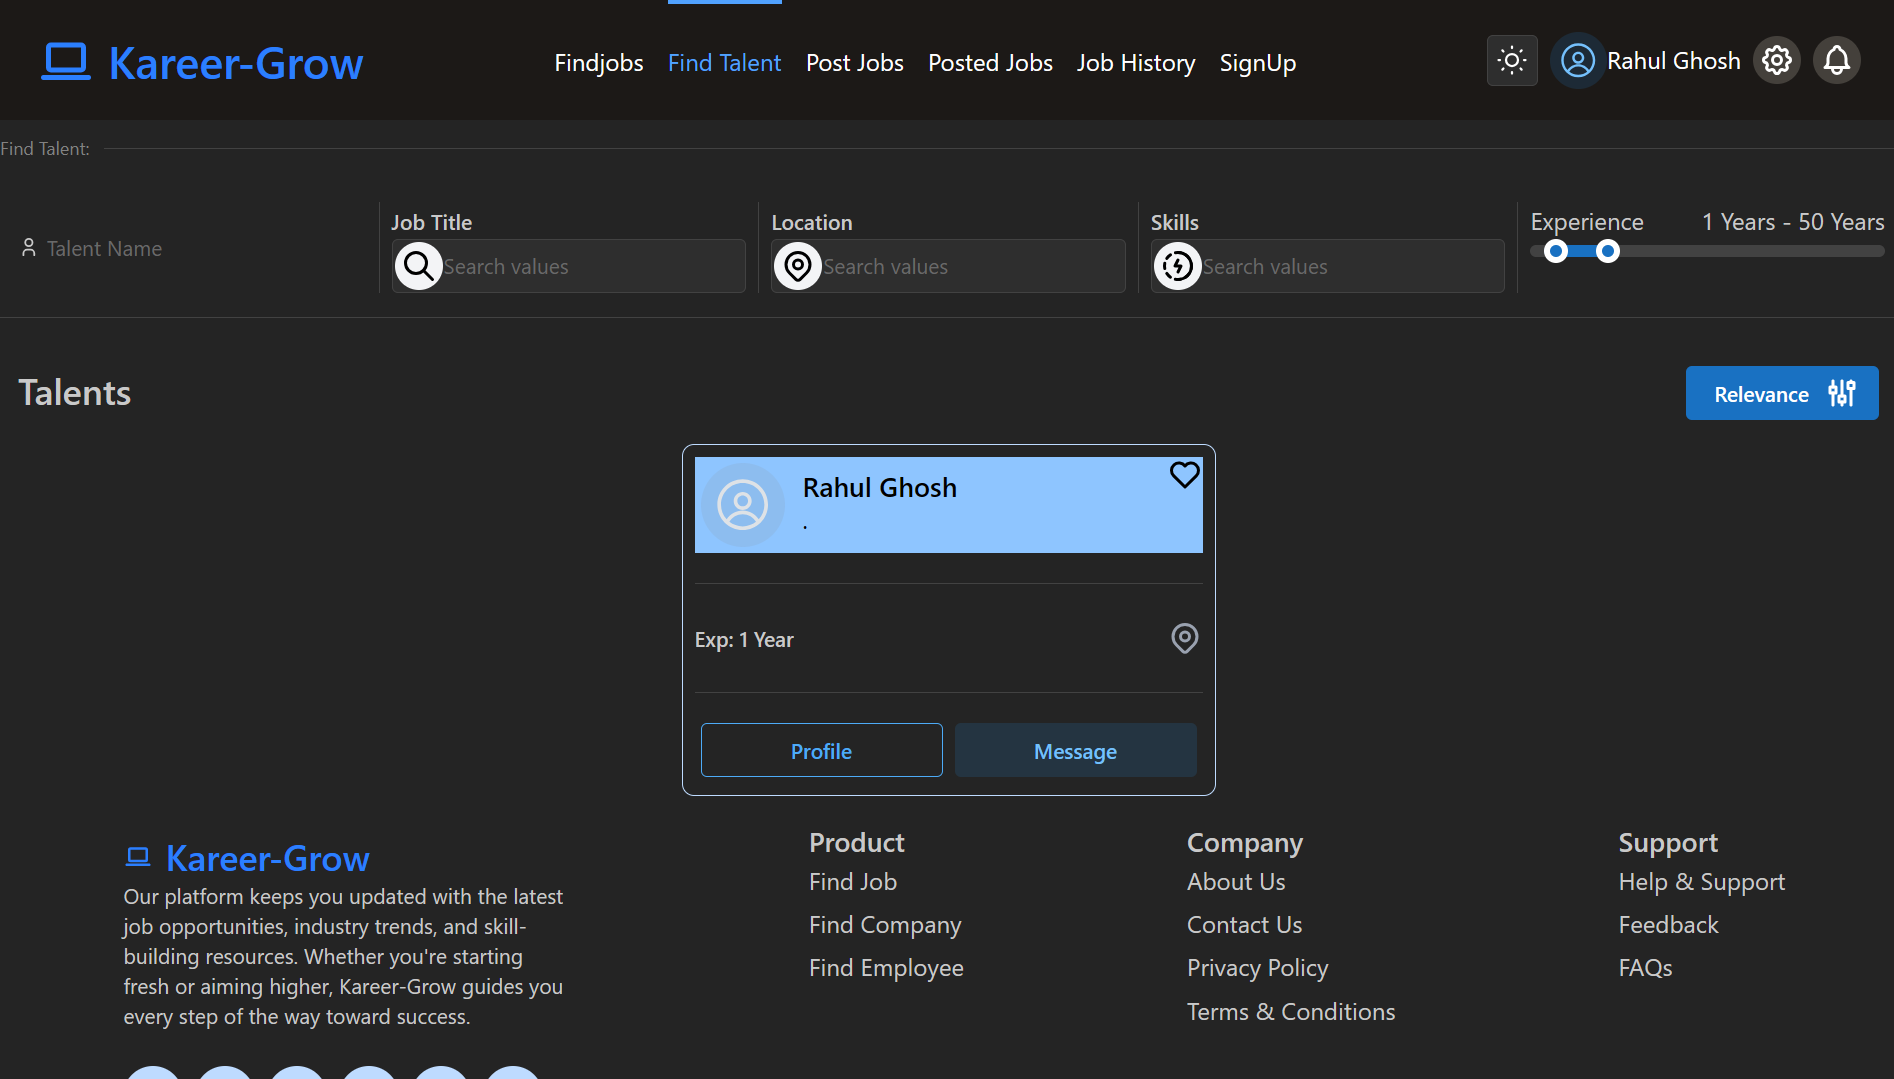 Kareer-Grow
Findjobs Find Talent Post Jobs Posted Jobs Job History SignUp
Rahul Ghosh
Find Talent:
Talent Name
Job Title
Search values
Location
Search values
Skills
Search values
Experience 1 Years - 50 Years
Talents
Relevance
Rahul Ghosh
.
Exp: 1 Year
Profile
Message
Kareer-Grow
Our platform keeps you updated with the latest
job opportunities, industry trends, and skill-
building resources. Whether you're starting
fresh or aiming higher, Kareer-Grow guides you
every step of the way toward success.
Product
Find Job
Find Company
Find Employee
Company
About Us
Contact Us
Privacy Policy
Terms & Conditions
Support
Help & Support
Feedback
FAQs